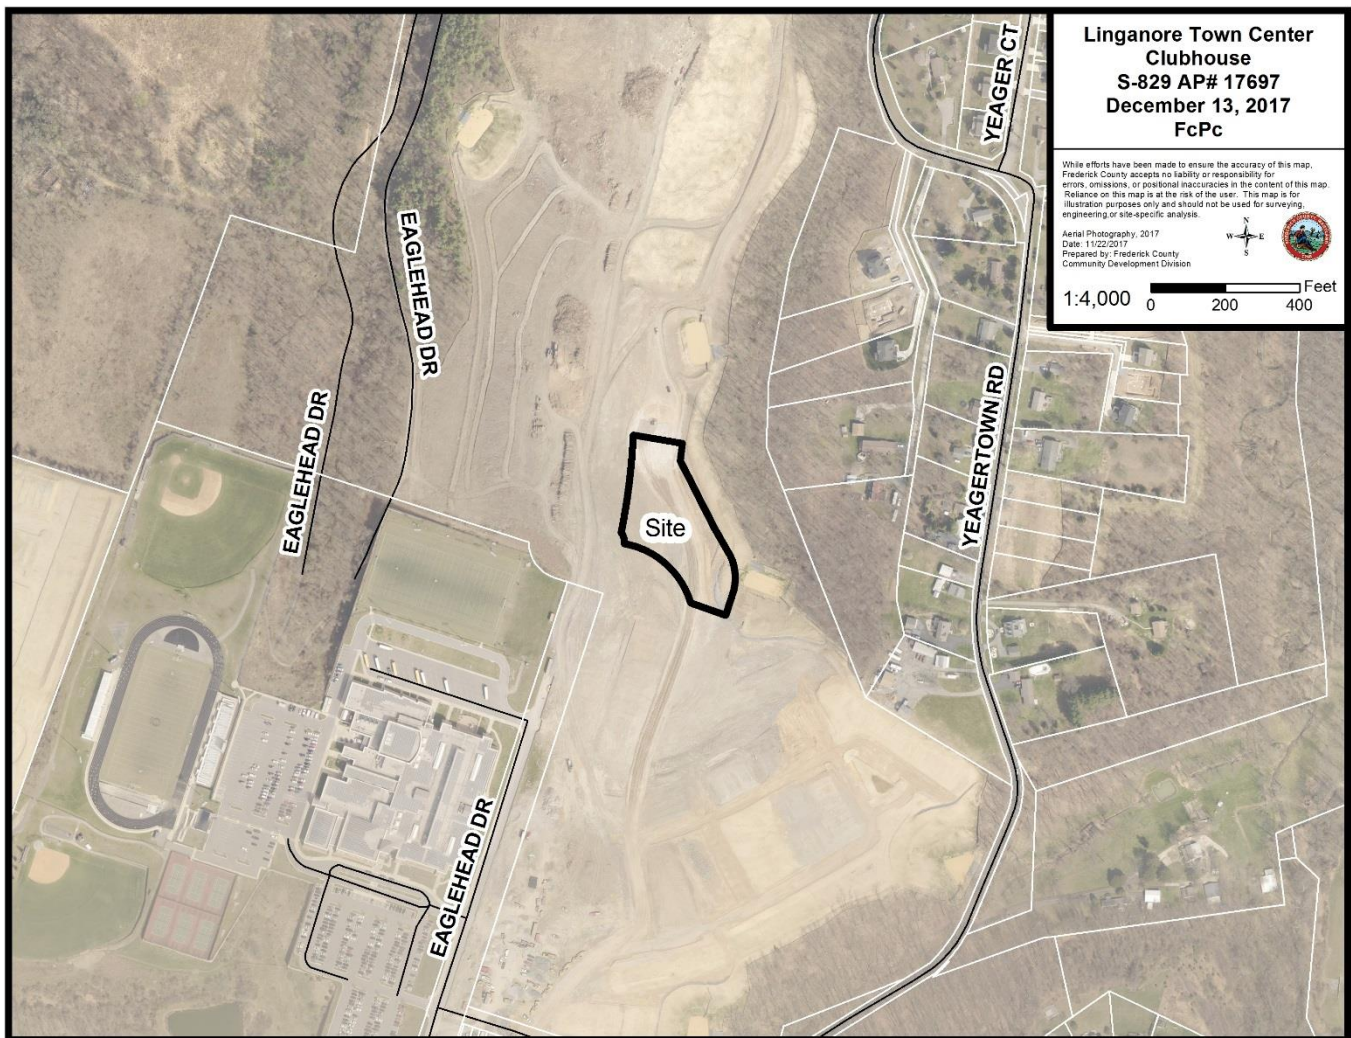 Linganore Town Center
Clubhouse
S-829 AP# 17697
December 13, 2017
FcPc
While efforts have been made to ensure the accuracy of this map,
Frederick County accepts no liability or responsibility for
errors, omissions, or positional inaccuracies in the content of this map.
Reliance on this map is at the risk of the user. This map is for
illustration purposes only and should not be used for surveying,
engineering,or site-specific analysis.
Aerial Photography, 2017
Date: 11/22/2017
Prepared by: Frederick County
Community Development Division
N
W E
S
1:4,000
Feet
0 200 400
YEAGER CT
EAGLEHEAD DR
EAGLEHEAD DR
YEAGERTOWN RD
Site
EAGLEHEAD DR